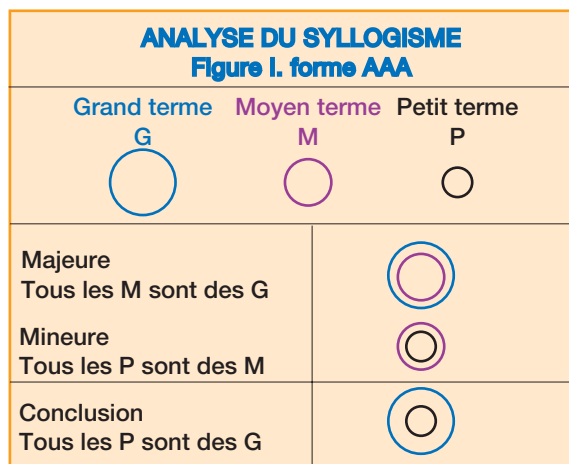 ANALYSE DU SYLLOGISME
Figure I. forme AAA
Grand terme Moyen terme Petit terme
G M P
Majeure
Tous les M sont des G
Mineure
Tous les P sont des M
Conclusion
Tous les P sont des G